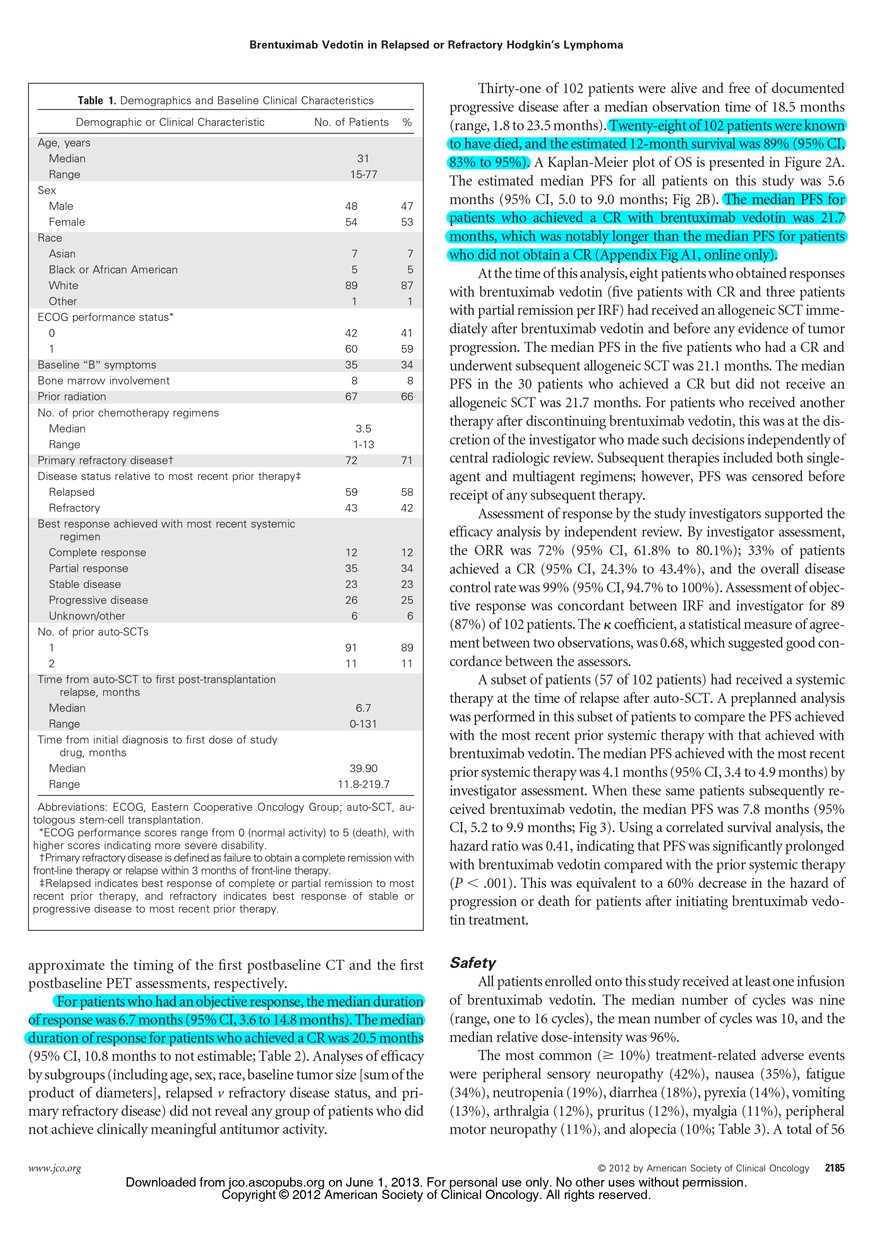 Brentuximab Vedotin in Relapsed or Refractory Hodgkin's Lymphoma
Table 1. Demographics and Baseline Clinical Characteristics
Demographic or Clinical Characteristic No. of Patients %
Age, years
Median 31
Range 15-77
Sex
Male 48 47
Female 54 53
Race
Asian 7 7
Black or African American 5 5
White 89 87
Other 1 1
ECOG performance status*
0 42 41
1 60 59
Baseline "B" symptoms 35 34
Bone marrow involvement 8 8
Prior radiation 67 66
No. of prior chemotherapy regimens
Median 3.5
Range 1-13
Primary refractory disease† 72 71
Disease status relative to most recent prior therapy‡
Relapsed 59 58
Refractory 43 42
Best response achieved with most recent systemic
regimen
Complete response 12 12
Partial response 35 34
Stable disease 23 23
Progressive disease 26 25
Unknown/other 6 6
No. of prior auto-SCTs
1 91 89
2 11 11
Time from auto-SCT to first post-transplantation
relapse, months
Median 6.7
Range 0-131
Time from initial diagnosis to first dose of study
drug, months
Median 39.90
Range 11.8-219.7
Abbreviations: ECOG, Eastern Cooperative Oncology Group; auto-SCT, au-
tologous stem-cell transplantation.
*ECOG performance scores range from 0 (normal activity) to 5 (death), with
higher scores indicating more severe disability.
†Primary refractory disease is defined as failure to obtain a complete remission with
front-line therapy or relapse within 3 months of front-line therapy.
‡Relapsed indicates best response of complete or partial remission to most
recent prior therapy, and refractory indicates best response of stable or
progressive disease to most recent prior therapy.
approximate the timing of the first postbaseline CT and the first
postbaseline PET assessments, respectively.
For patients who had an objective response, the median duration
of response was 6.7 months (95% CI, 3.6 to 14.8 months). The median
duration of response for patients who achieved a CR was 20.5 months
(95% CI, 10.8 months to not estimable; Table 2). Analyses of efficacy
by subgroups (including age, sex, race, baseline tumor size [sum of the
product of diameters], relapsed v refractory disease status, and pri-
mary refractory disease) did not reveal any group of patients who did
not achieve clinically meaningful antitumor activity.
Thirty-one of 102 patients were alive and free of documented
progressive disease after a median observation time of 18.5 months
(range, 1.8 to 23.5 months). Twenty-eight of 102 patients were known
to have died, and the estimated 12-month survival was 89% (95% CI,
83% to 95%). A Kaplan-Meier plot of OS is presented in Figure 2A.
The estimated median PFS for all patients on this study was 5.6
months (95% CI, 5.0 to 9.0 months; Fig 2B). The median PFS for
patients who achieved a CR with brentuximab vedotin was 21.7
months, which was notably longer than the median PFS for patients
who did not obtain a CR (Appendix Fig A1, online only).
At the time of this analysis, eight patients who obtained responses
with brentuximab vedotin (five patients with CR and three patients
with partial remission per IRF) had received an allogeneic SCT imme-
diately after brentuximab vedotin and before any evidence of tumor
progression. The median PFS in the five patients who had a CR and
underwent subsequent allogeneic SCT was 21.1 months. The median
PFS in the 30 patients who achieved a CR but did not receive an
allogeneic SCT was 21.7 months. For patients who received another
therapy after discontinuing brentuximab vedotin, this was at the dis-
cretion of the investigator who made such decisions independently of
central radiologic review. Subsequent therapies included both single-
agent and multiagent regimens; however, PFS was censored before
receipt of any subsequent therapy.
Assessment of response by the study investigators supported the
efficacy analysis by independent review. By investigator assessment,
the ORR was 72% (95% CI, 61.8% to 80.1%); 33% of patients
achieved a CR (95% CI, 24.3% to 43.4%), and the overall disease
control rate was 99% (95% CI, 94.7% to 100%). Assessment of objec-
tive response was concordant between IRF and investigator for 89
(87%) of 102 patients. The κ coefficient, a statistical measure of agree-
ment between two observations, was 0.68, which suggested good con-
cordance between the assessors.
A subset of patients (57 of 102 patients) had received a systemic
therapy at the time of relapse after auto-SCT. A preplanned analysis
was performed in this subset of patients to compare the PFS achieved
with the most recent prior systemic therapy with that achieved with
brentuximab vedotin. The median PFS achieved with the most recent
prior systemic therapy was 4.1 months (95% CI, 3.4 to 4.9 months) by
investigator assessment. When these same patients subsequently re-
ceived brentuximab vedotin, the median PFS was 7.8 months (95%
CI, 5.2 to 9.9 months; Fig 3). Using a correlated survival analysis, the
hazard ratio was 0.41, indicating that PFS was significantly prolonged
with brentuximab vedotin compared with the prior systemic therapy
(P < .001). This was equivalent to a 60% decrease in the hazard of
progression or death for patients after initiating brentuximab vedo-
tin treatment.
Safety
All patients enrolled onto this study received at least one infusion
of brentuximab vedotin. The median number of cycles was nine
(range, one to 16 cycles), the mean number of cycles was 10, and the
median relative dose-intensity was 96%.
The most common (≥ 10%) treatment-related adverse events
were peripheral sensory neuropathy (42%), nausea (35%), fatigue
(34%), neutropenia (19%), diarrhea (18%), pyrexia (14%), vomiting
(13%), arthralgia (12%), pruritus (12%), myalgia (11%), peripheral
motor neuropathy (11%), and alopecia (10%; Table 3). A total of 56
www.jco.org © 2012 by American Society of Clinical Oncology 2185
Downloaded from jco.ascopubs.org on June 1, 2013. For personal use only. No other uses without permission.
Copyright © 2012 American Society of Clinical Oncology. All rights reserved.